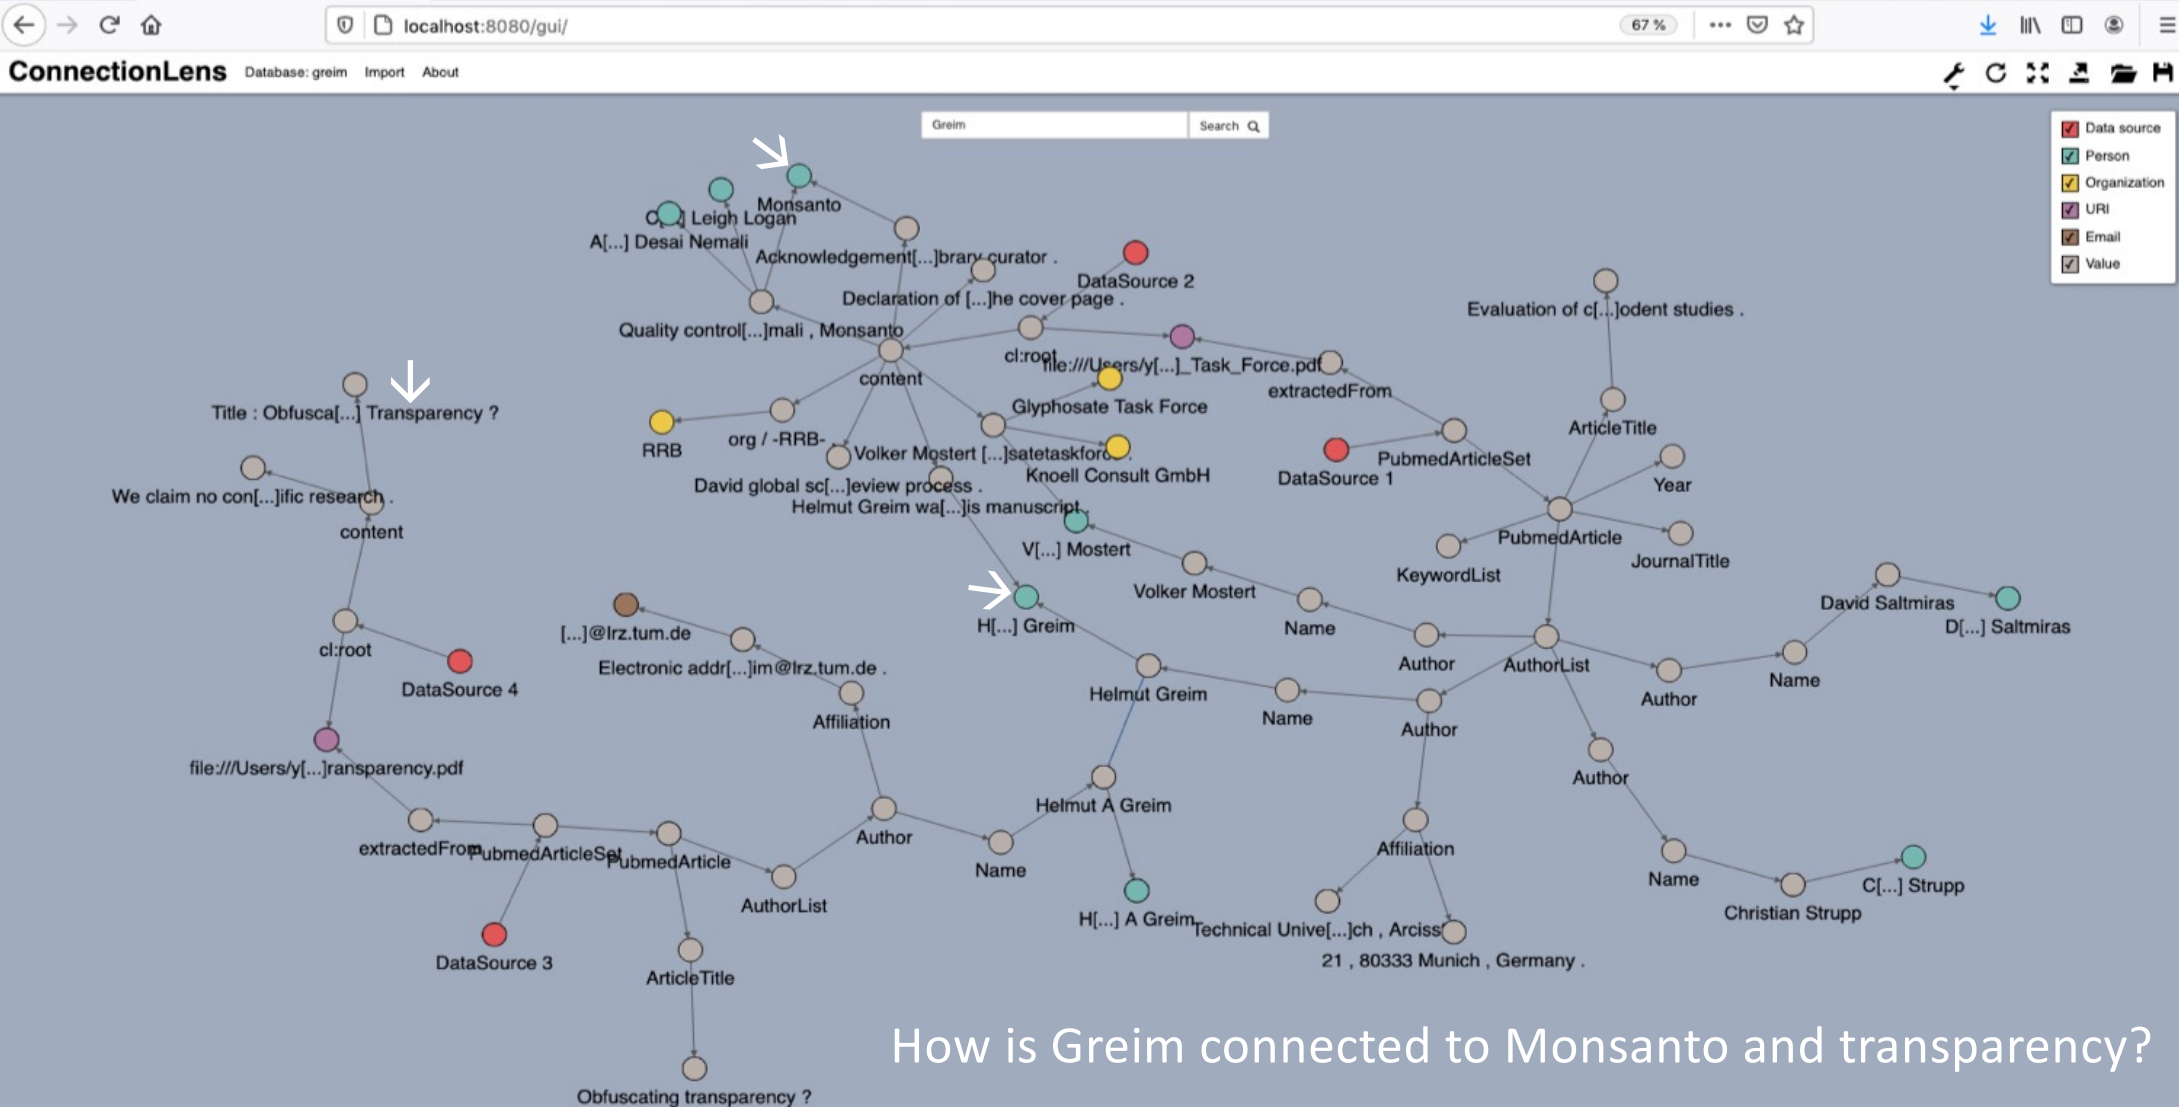 localhost:8080/gui/
67 %
ConnectionLens
Database: greim
Import
About
Greim
Search
Data source
Person
Organization
URI
Email
Value
Monsanto
C[...] Leigh Logan
A[...] Desai Nemali
Acknowledgement[...]brary curator .
DataSource 2
Declaration of [...]he cover page .
Evaluation of c[...]odent studies .
Quality control[...]mali , Monsanto
cl:root
file:///Users/y[...]_Task_Force.pdf
content
extractedFrom
Glyphosate Task Force
Title : Obfusca[...] Transparency ?
ArticleTitle
org / -RRB-
RRB
Volker Mostert [...]satetaskforce .
PubmedArticleSet
Knoell Consult GmbH
DataSource 1
Year
David global sc[...]eview process .
We claim no con[...]ific research .
Helmut Greim wa[...]is manuscript .
content
PubmedArticle
V[...] Mostert
JournalTitle
KeywordList
Volker Mostert
David Saltmiras
H[...] Greim
D[...] Saltmiras
Name
[...]@lrz.tum.de
cl:root
Author
AuthorList
Electronic addr[...]im@lrz.tum.de .
Name
DataSource 4
Helmut Greim
Author
Name
Affiliation
Author
file:///Users/y[...]ransparency.pdf
Author
Helmut A Greim
Author
extractedFrom
PubmedArticleSet
PubmedArticle
Affiliation
Name
Name
C[...] Strupp
AuthorList
Christian Strupp
H[...] A Greim
Technical Unive[...]ch , Arciss
21 , 80333 Munich , Germany .
DataSource 3
ArticleTitle
How is Greim connected to Monsanto and transparency?
Obfuscating transparency ?